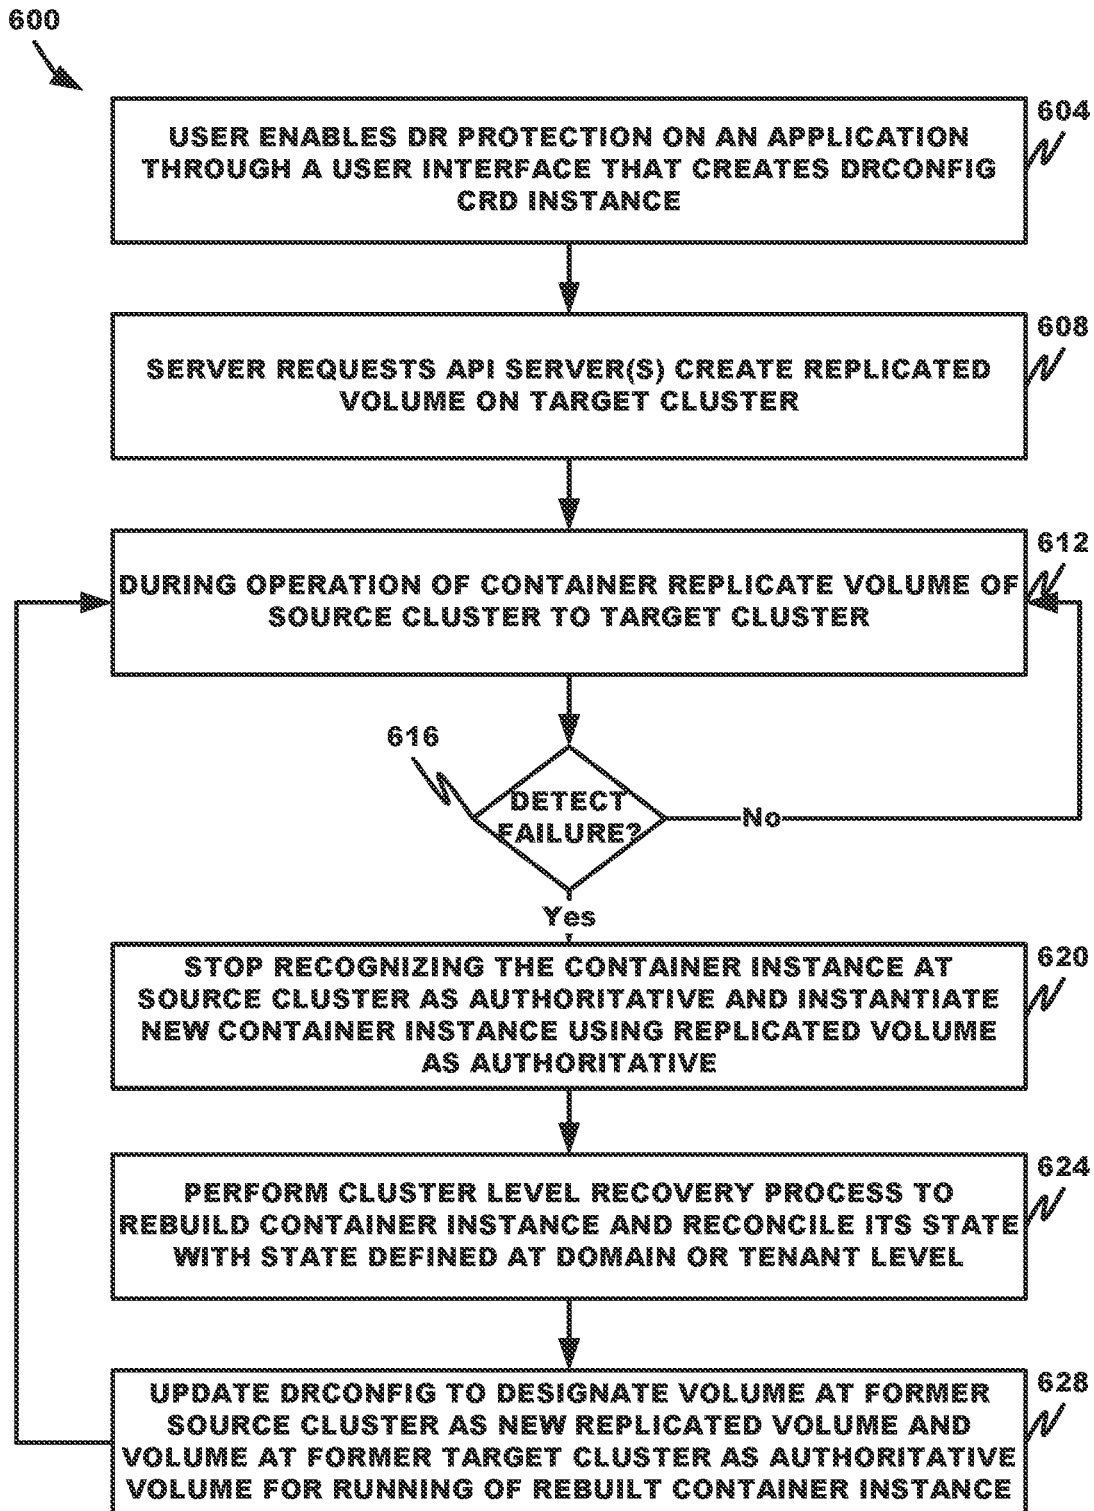 600
604
USER ENABLES DR PROTECTION ON AN APPLICATION
THROUGH A USER INTERFACE THAT CREATES DRCONFIG
CRD INSTANCE
608
SERVER REQUESTS API SERVER(S) CREATE REPLICATED
VOLUME ON TARGET CLUSTER
612
DURING OPERATION OF CONTAINER REPLICATE VOLUME OF
SOURCE CLUSTER TO TARGET CLUSTER
616
DETECT
FAILURE?
No
Yes
620
STOP RECOGNIZING THE CONTAINER INSTANCE AT
SOURCE CLUSTER AS AUTHORITATIVE AND INSTANTIATE
NEW CONTAINER INSTANCE USING REPLICATED VOLUME
AS AUTHORITATIVE
624
PERFORM CLUSTER LEVEL RECOVERY PROCESS TO
REBUILD CONTAINER INSTANCE AND RECONCILE ITS STATE
WITH STATE DEFINED AT DOMAIN OR TENANT LEVEL
628
UPDATE DRCONFIG TO DESIGNATE VOLUME AT FORMER
SOURCE CLUSTER AS NEW REPLICATED VOLUME AND
VOLUME AT FORMER TARGET CLUSTER AS AUTHORITATIVE
VOLUME FOR RUNNING OF REBUILT CONTAINER INSTANCE